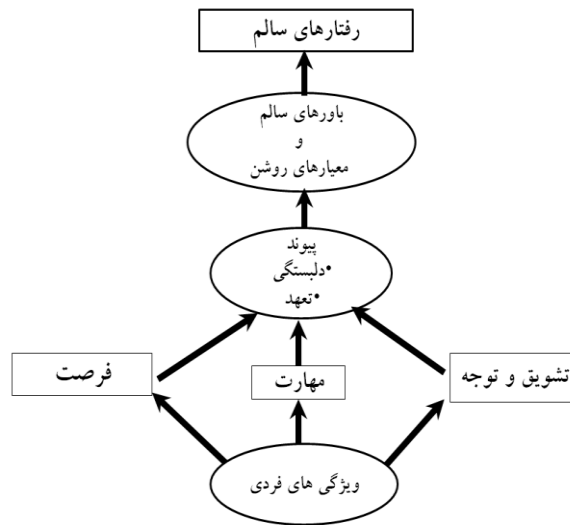 رفتارهای سالم
باورهای سالم
و
معیارهای روشن
پیوند
•دلبستگی
•تعهد
تشویق و توجه
مهارت
فرصت
ویژگی های فردی